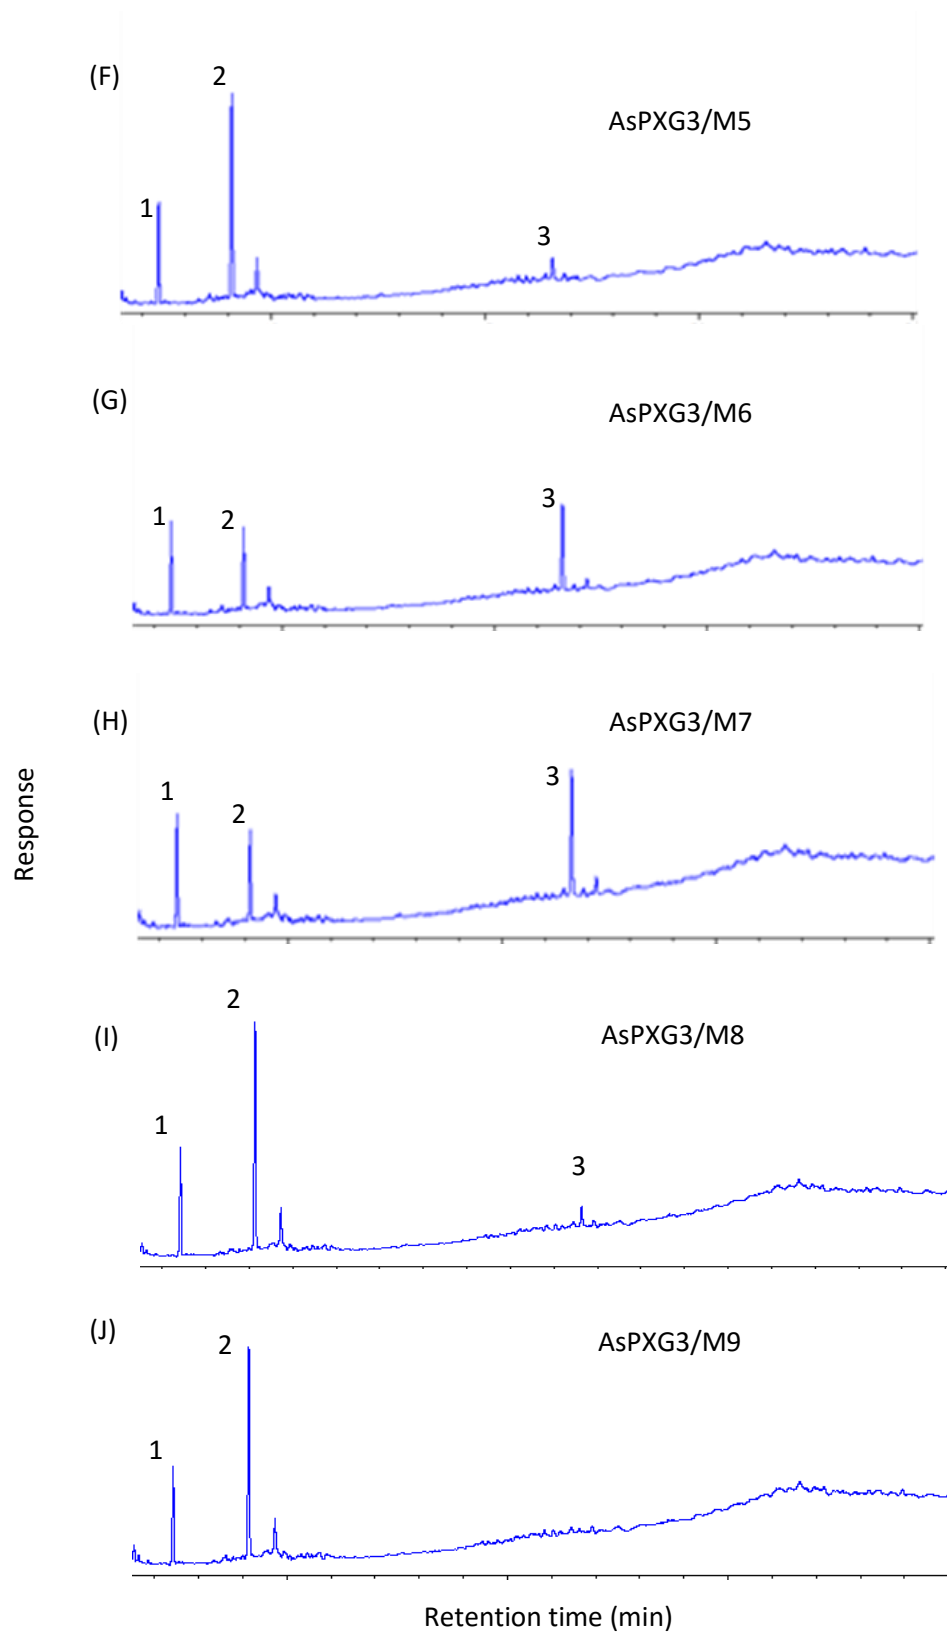 (F)
2
AsPXG3/M5
1
3
(G)
AsPXG3/M6
1
2
3
(H)
AsPXG3/M7
1
2
3
Response
(I)
2
AsPXG3/M8
1
3
(J)
2
AsPXG3/M9
1
Retention time (min)